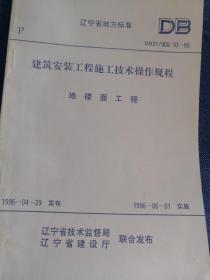 辽宁省地方标准
DB
P
DB21/900.10-96
建筑安装工程施工技术操作规程
地楼面工程
1996-04-29 发布
1996-06-01 实施
辽宁省技术监督局
辽宁省建设厅
联合发布